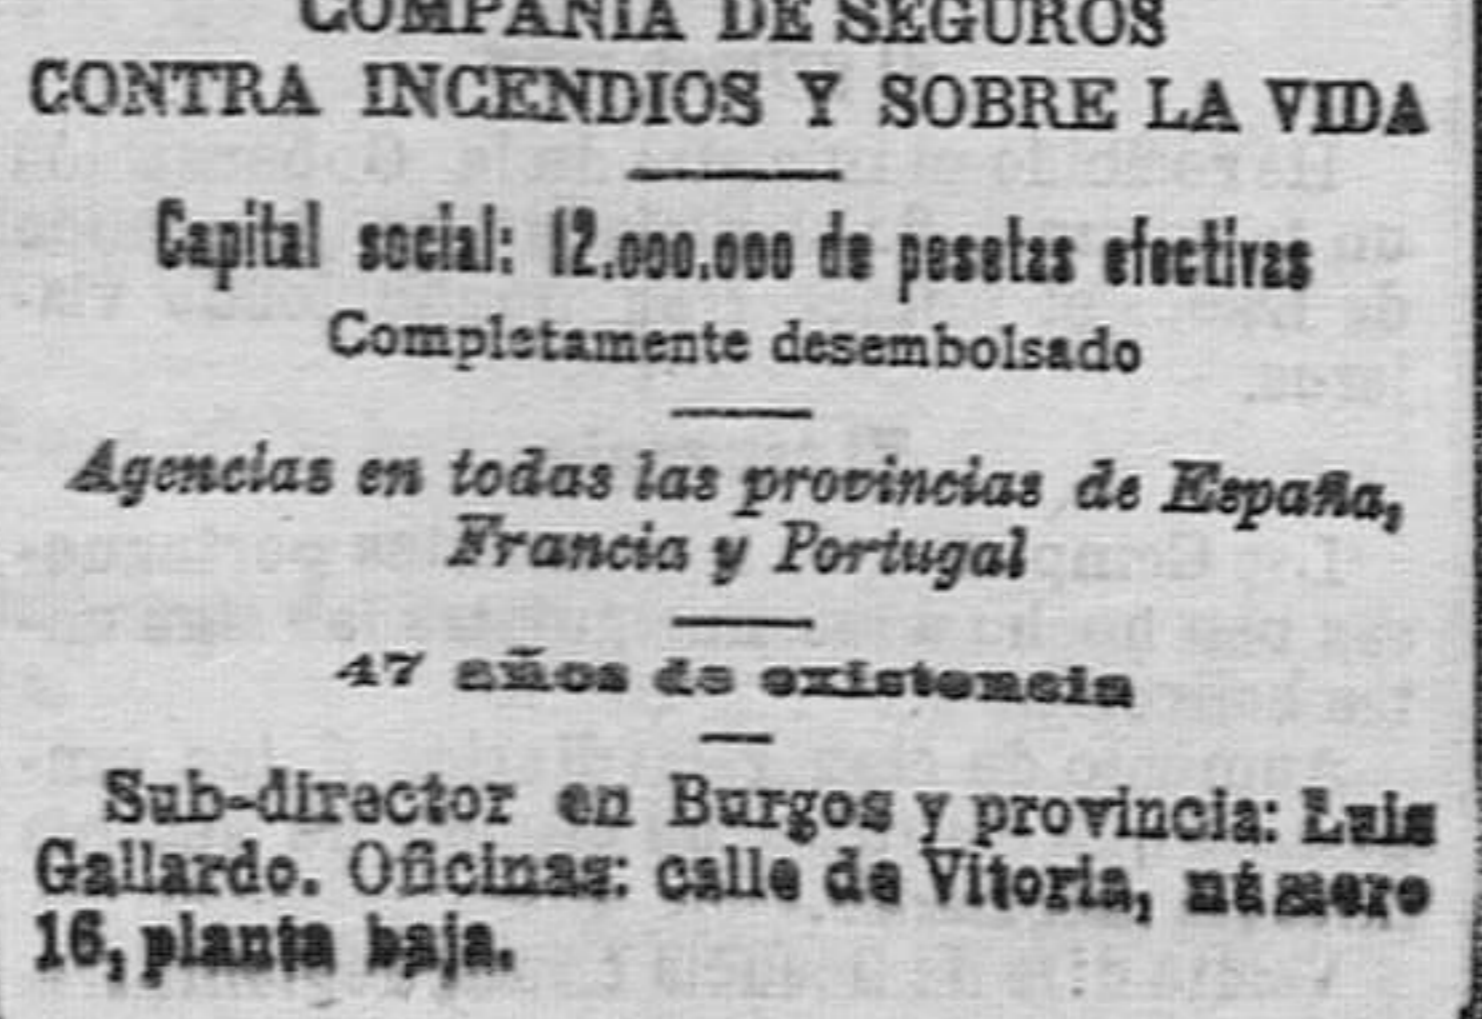 COMPAÑIA DE SEGUROS
CONTRA INCENDIOS Y SOBRE LA VIDA
Capital social: 12.000.000 de pesetas efectivas
Completamente desembolsado
Agencias en todas las provincias de España,
Francia y Portugal
47 años de existencia
Sub-director en Burgos y provincia: Luis
Gallardo. Oficinas: calle de Vitoria, número
16, planta baja.